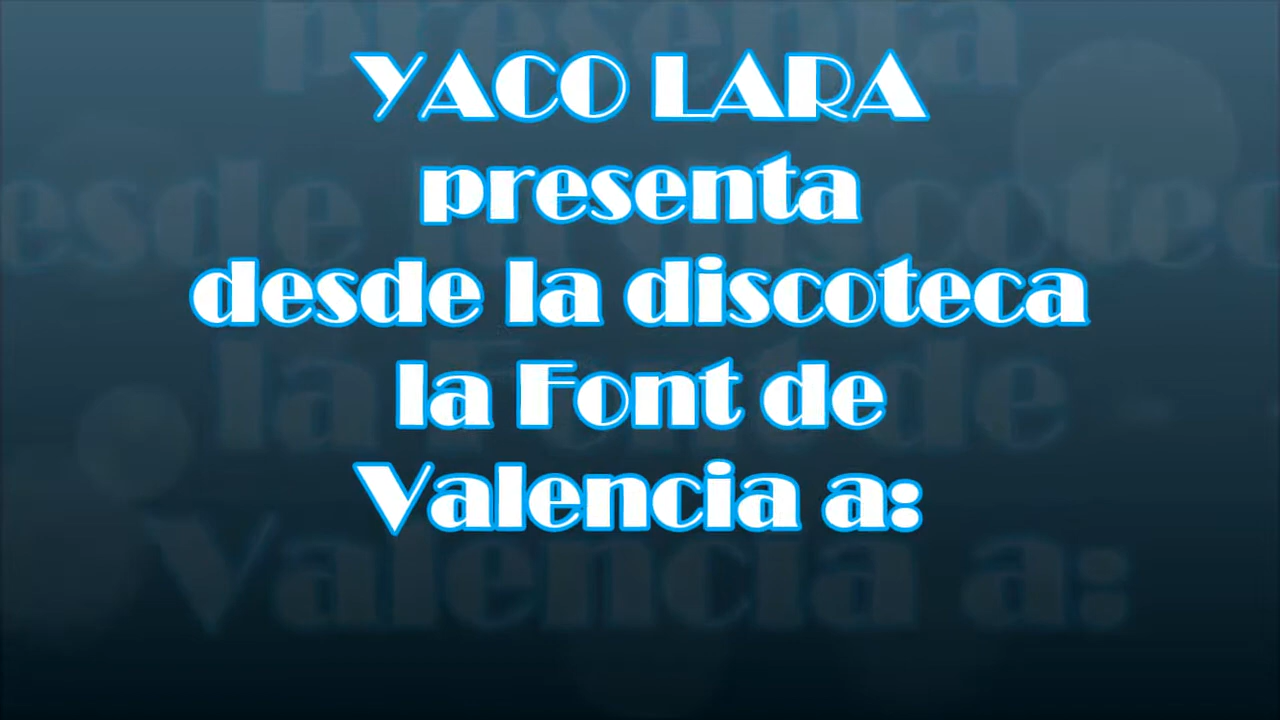 YACO LARA
presenta
desde la discoteca
la Font de
Valencia a: